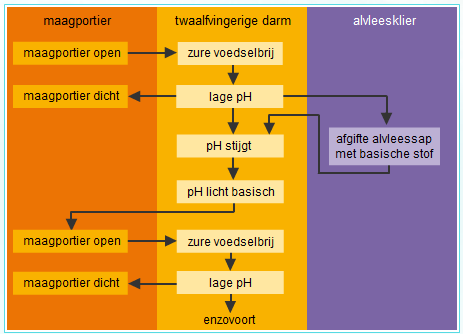 maagportier twaalfvingerige darm alvleesklier
maagportier open zure voedselbrij
maagportier dicht lage pH
pH stijgt afgifte alvleessap
met basische stof
pH licht basisch
maagportier open zure voedselbrij
maagportier dicht lage pH
enzovoort